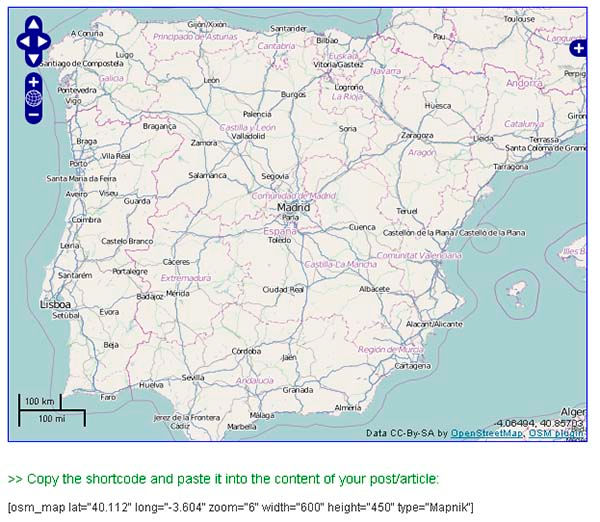 Toulouse
Gijón/Xixón
Santander
A Coruña
Bilbao
Pau
Principado de Asturias
Lugo
Cantabria
Euskadi
Santiago de Compostela
Vitoria/Gasteiz
Navarra
Andorra
Perpig
Galicia
León
Logroño
Pontevedra
Burgos
La Rioja
Huesca
Vigo
Giron
Palencia
Catalunya
Bragança
Castilla y León
Soria
Zaragoza
Braga
Valladolid
Lleida
Terrassa
Zamora
Vila Real
Aragón
Santa Coloma de Gram
Porto
Tarragona
Santa Maria da Feira
Salamanca
Segovia
Aveiro
Viseu
Comunidad de Madrid
Guarda
Madrid
Teruel
Parla
Coimbra
España
Cuenca
Castellón de la Plana / Castelló de la Plana
Leiria
Castelo Branco
Toledo
Illes B
Cáceres
Castilla-La Mancha
Comunitat Valenciana
Santarém
Portalegre
Extremadura
Ciudad Real
Albacete
Lisboa
Badajoz
Mérida
Setúbal
Evora
Alacant/Alicante
Beja
Córdoba
Jaén
Región de Murcia
Cartagena
Huelva
Sevilla
Andalucía
Faro
Granada
100 km
Almería
Alger
100 mi
Jerez de la Frontera
Málaga
-4.06494, 40.85703
Cádiz
Marbella
Data CC-By-SA by OpenStreetMap, OSM plugin
>> Copy the shortcode and paste it into the content of your post/article:
[osm_map lat="40.112" long="-3.604" zoom="6" width="600" height="450" type="Mapnik"]